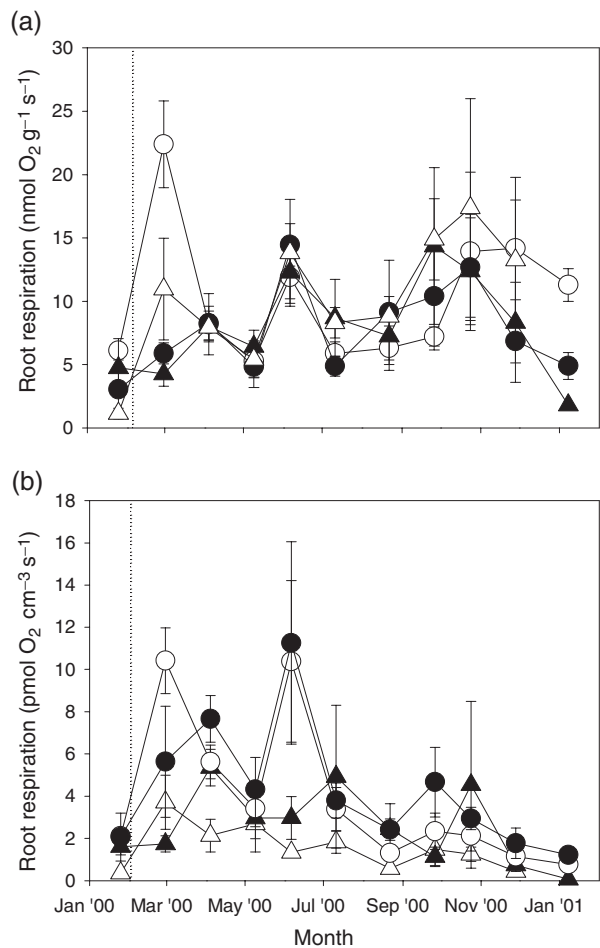 (a)
30
25
20
15
10
5
0
Root respiration (nmol O₂ g⁻¹ s⁻¹)
(b)
18
16
14
12
10
8
6
4
2
0
Root respiration (pmol O₂ cm⁻³ s⁻¹)
Jan '00 Mar '00 May '00 Jul '00 Sep '00 Nov '00 Jan '01
Month